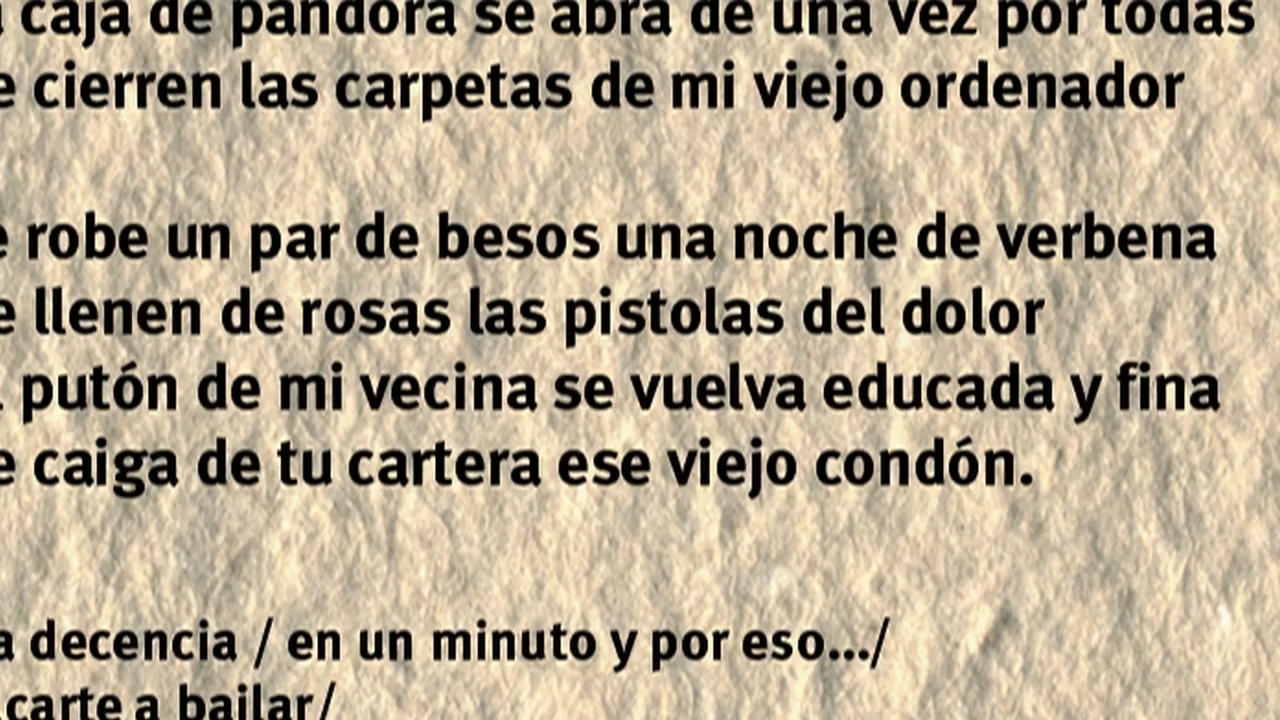 caja de pandora se abra de una vez por todas
cierren las carpetas de mi viejo ordenador
robe un par de besos una noche de verbena
llenen de rosas las pistolas del dolor
putón de mi vecina se vuelva educada y fina
caiga de tu cartera ese viejo condón.
a decencia / en un minuto y por eso.../
carte a bailar/